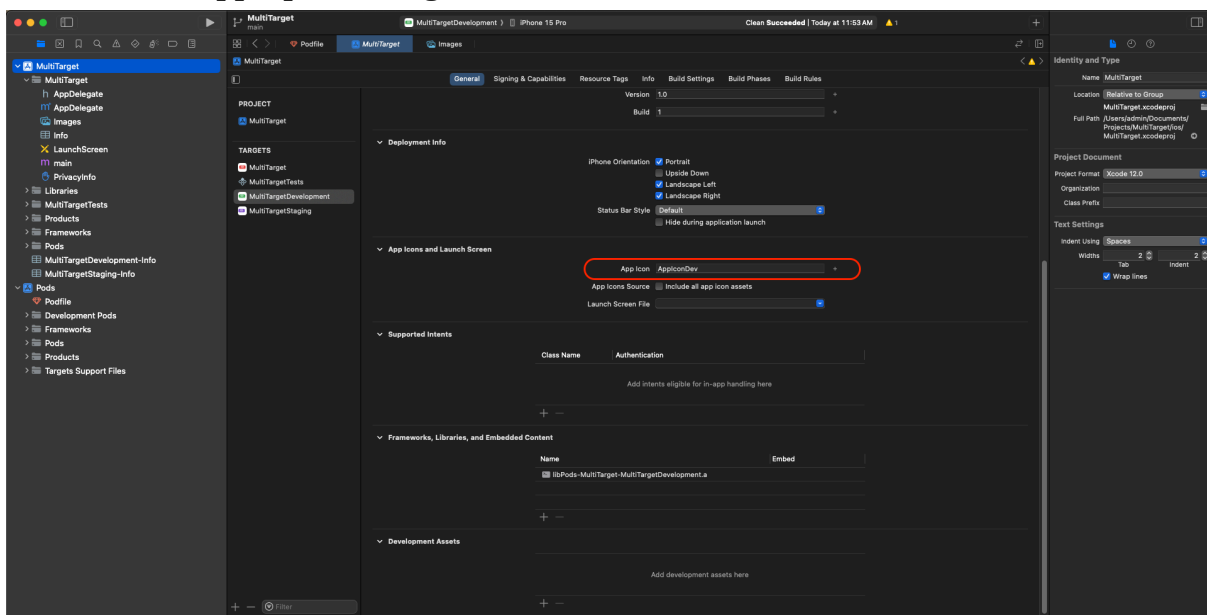 MultiTarget
main
MultiTargetDevelopment
iPhone 15 Pro
Clean Succeeded | Today at 11:53 AM
1
Podfile
MultiTarget
Images
MultiTarget
MultiTarget
MultiTarget
AppDelegate
AppDelegate
Images
Info
LaunchScreen
main
PrivacyInfo
Libraries
MultiTargetTests
Products
Frameworks
Pods
MultiTargetDevelopment-Info
MultiTargetStaging-Info
Pods
Podfile
Development Pods
Frameworks
Pods
Products
Targets Support Files
Filter
General Signing & Capabilities Resource Tags Info Build Settings Build Phases Build Rules
PROJECT
MultiTarget
TARGETS
MultiTarget
MultiTargetTests
MultiTargetDevelopment
MultiTargetStaging
Version 1.0
Build 1
Deployment Info
iPhone Orientation Portrait
Upside Down
Landscape Left
Landscape Right
Status Bar Style Default
Hide during application launch
App Icons and Launch Screen
App Icon AppIconDev
App Icons Source Include all app icon assets
Launch Screen File
Supported Intents
Class Name Authentication
Add intents eligible for in-app handling here
Frameworks, Libraries, and Embedded Content
Name Embed
libPods-MultiTarget-MultiTargetDevelopment.a
Development Assets
Add development assets here
Identity and Type
Name MultiTarget
Location Relative to Group
MultiTarget.xcodeproj
Full Path /Users/admin/Documents/
Projects/MultiTarget/ios/
MultiTarget.xcodeproj
Project Document
Project Format Xcode 12.0
Organization
Class Prefix
Text Settings
Indent Using Spaces
Widths 2 2
Tab Indent
Wrap lines